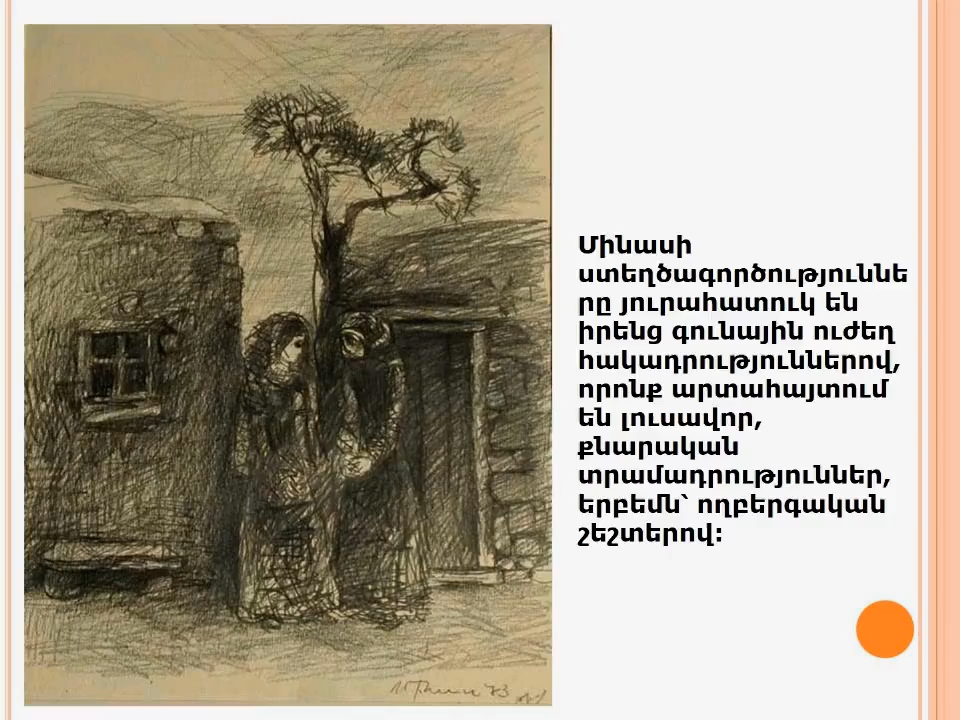 Մինասի
ստեղծագործություննե
րը յուրահատուկ են
իրենց գունային ուժեղ
հակադրություններով,
որոնք արտահայտում
են լուսավոր,
քնարական
տրամադրություններ,
երբեմն՝ ողբերգական
շեշտերով: